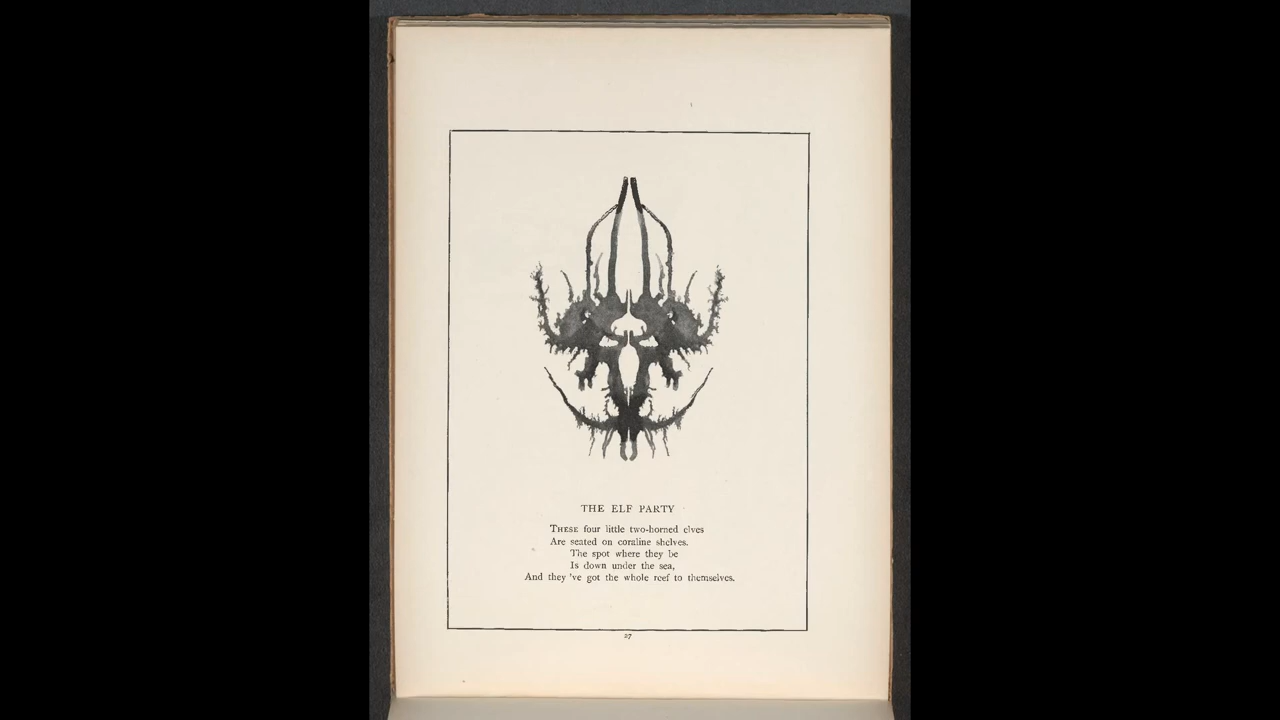 THE ELF PARTY
THESE four little two-horned elves
Are seated on coraline shelves.
The spot where they be
Is down under the sea,
And they 've got the whole reef to themselves.
27